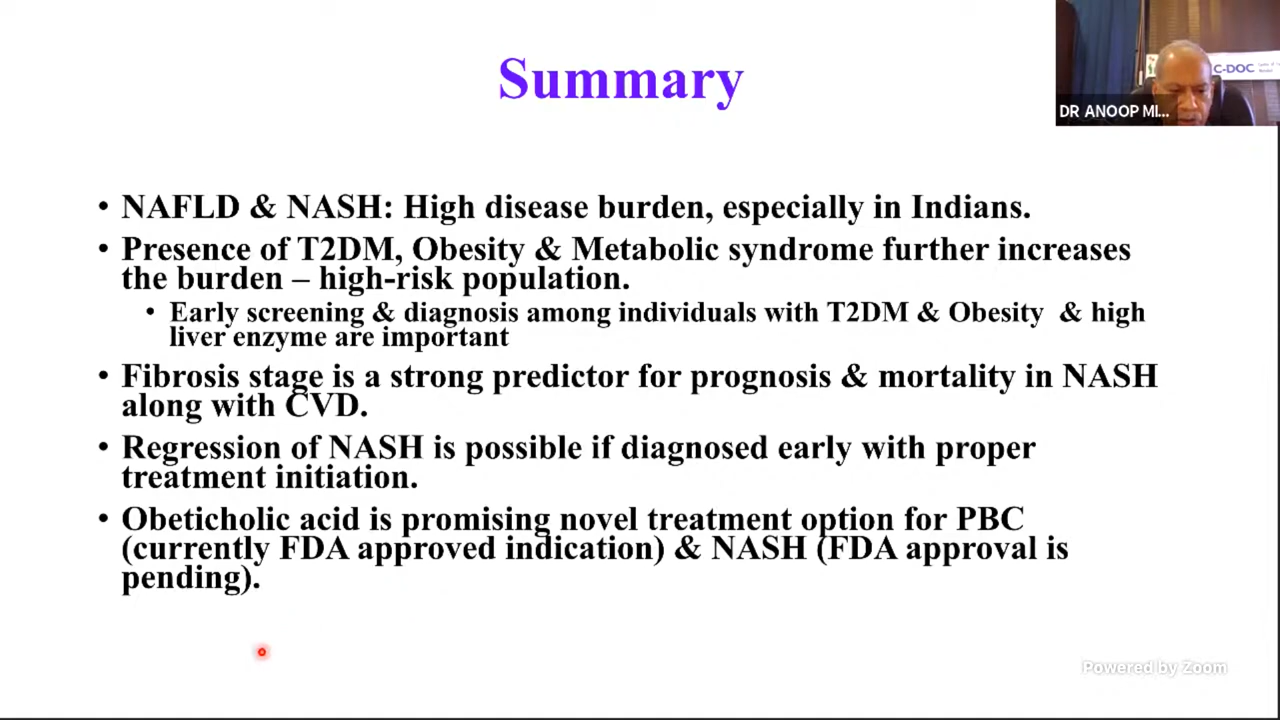 Summary
C-DOC
DR ANOOP MI...
• NAFLD & NASH: High disease burden, especially in Indians.
• Presence of T2DM, Obesity & Metabolic syndrome further increases
the burden – high-risk population.
• Early screening & diagnosis among individuals with T2DM & Obesity & high
liver enzyme are important
• Fibrosis stage is a strong predictor for prognosis & mortality in NASH
along with CVD.
• Regression of NASH is possible if diagnosed early with proper
treatment initiation.
• Obeticholic acid is promising novel treatment option for PBC
(currently FDA approved indication) & NASH (FDA approval is
pending).
Powered by Zoom